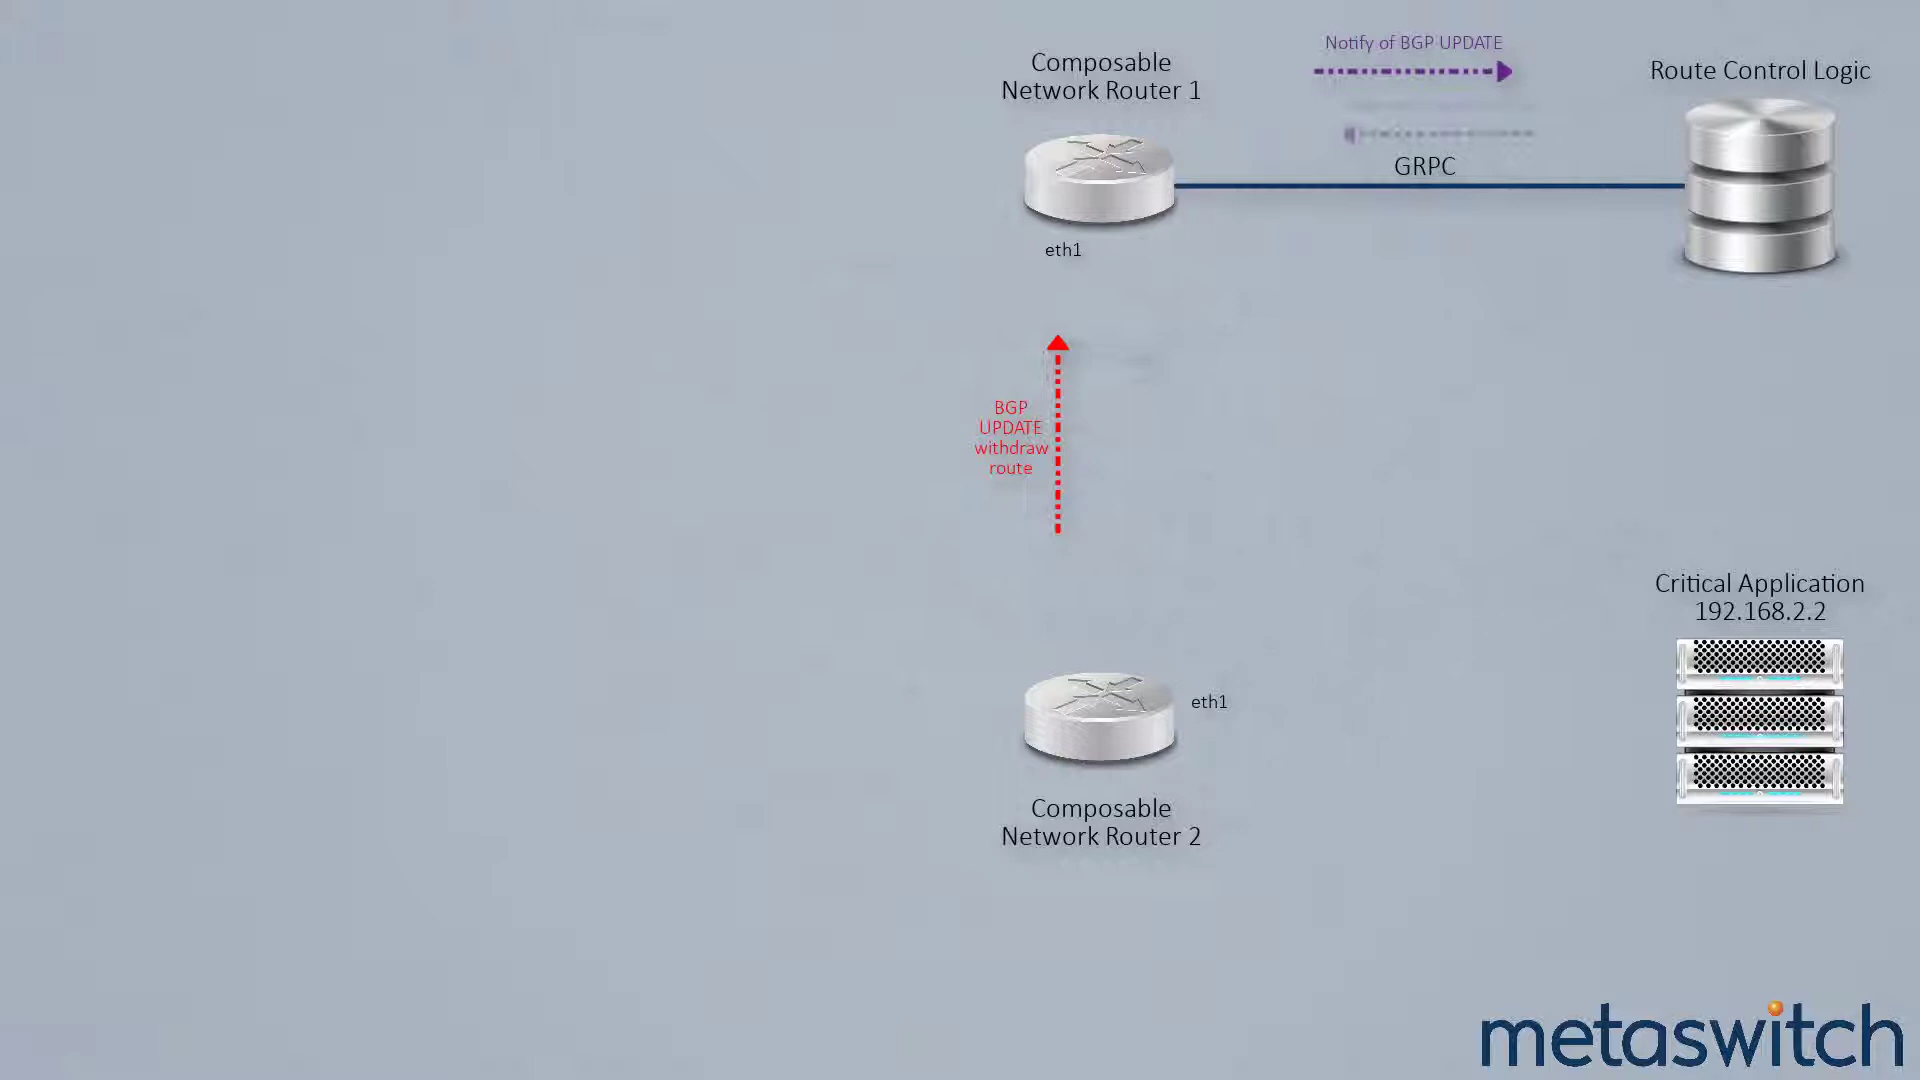 Notify of BGP UPDATE
Composable
Network Router 1
Route Control Logic
GRPC
eth1
BGP
UPDATE
withdraw
route
Critical Application
192.168.2.2
eth1
Composable
Network Router 2
metaswitch